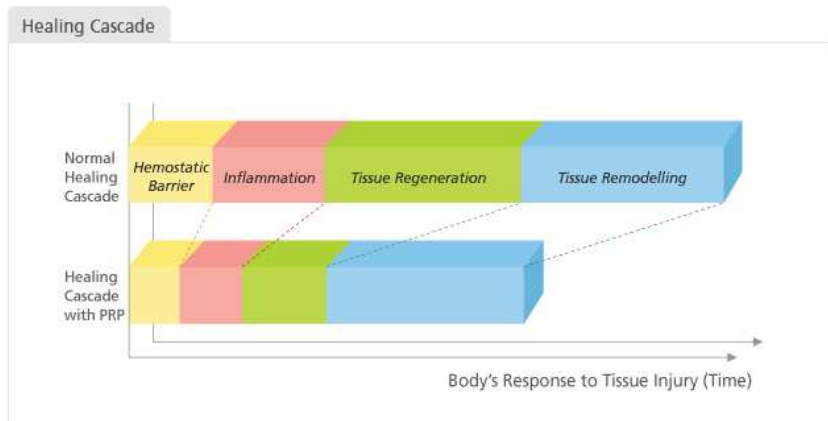 Healing Cascade
Normal
Healing
Cascade
Hemostatic
Barrier
Inflammation
Tissue Regeneration
Tissue Remodelling
Healing
Cascade
with PRP
Body's Response to Tissue Injury (Time)